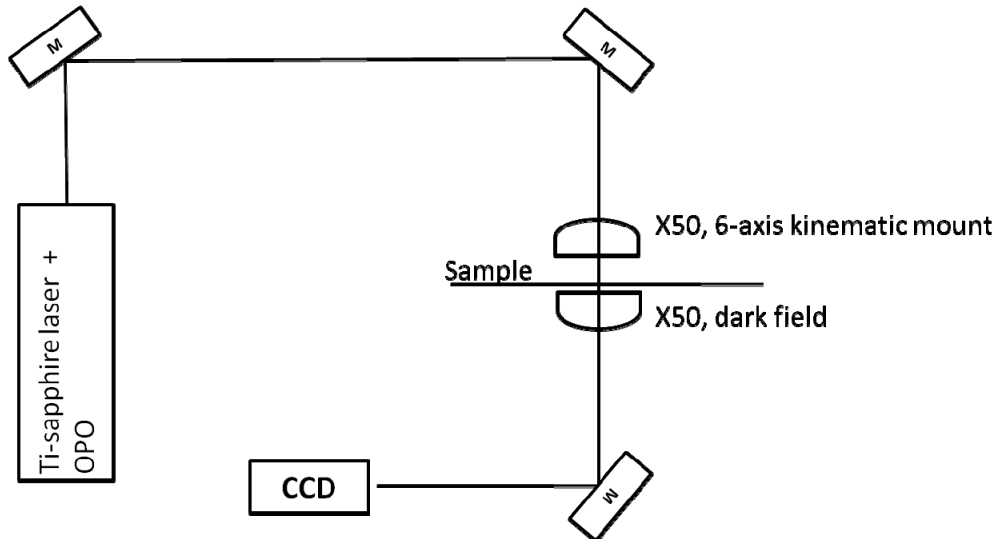 M
M
X50, 6-axis kinematic mount
Sample
X50, dark field
Ti-sapphire laser +
OPO
CCD
M